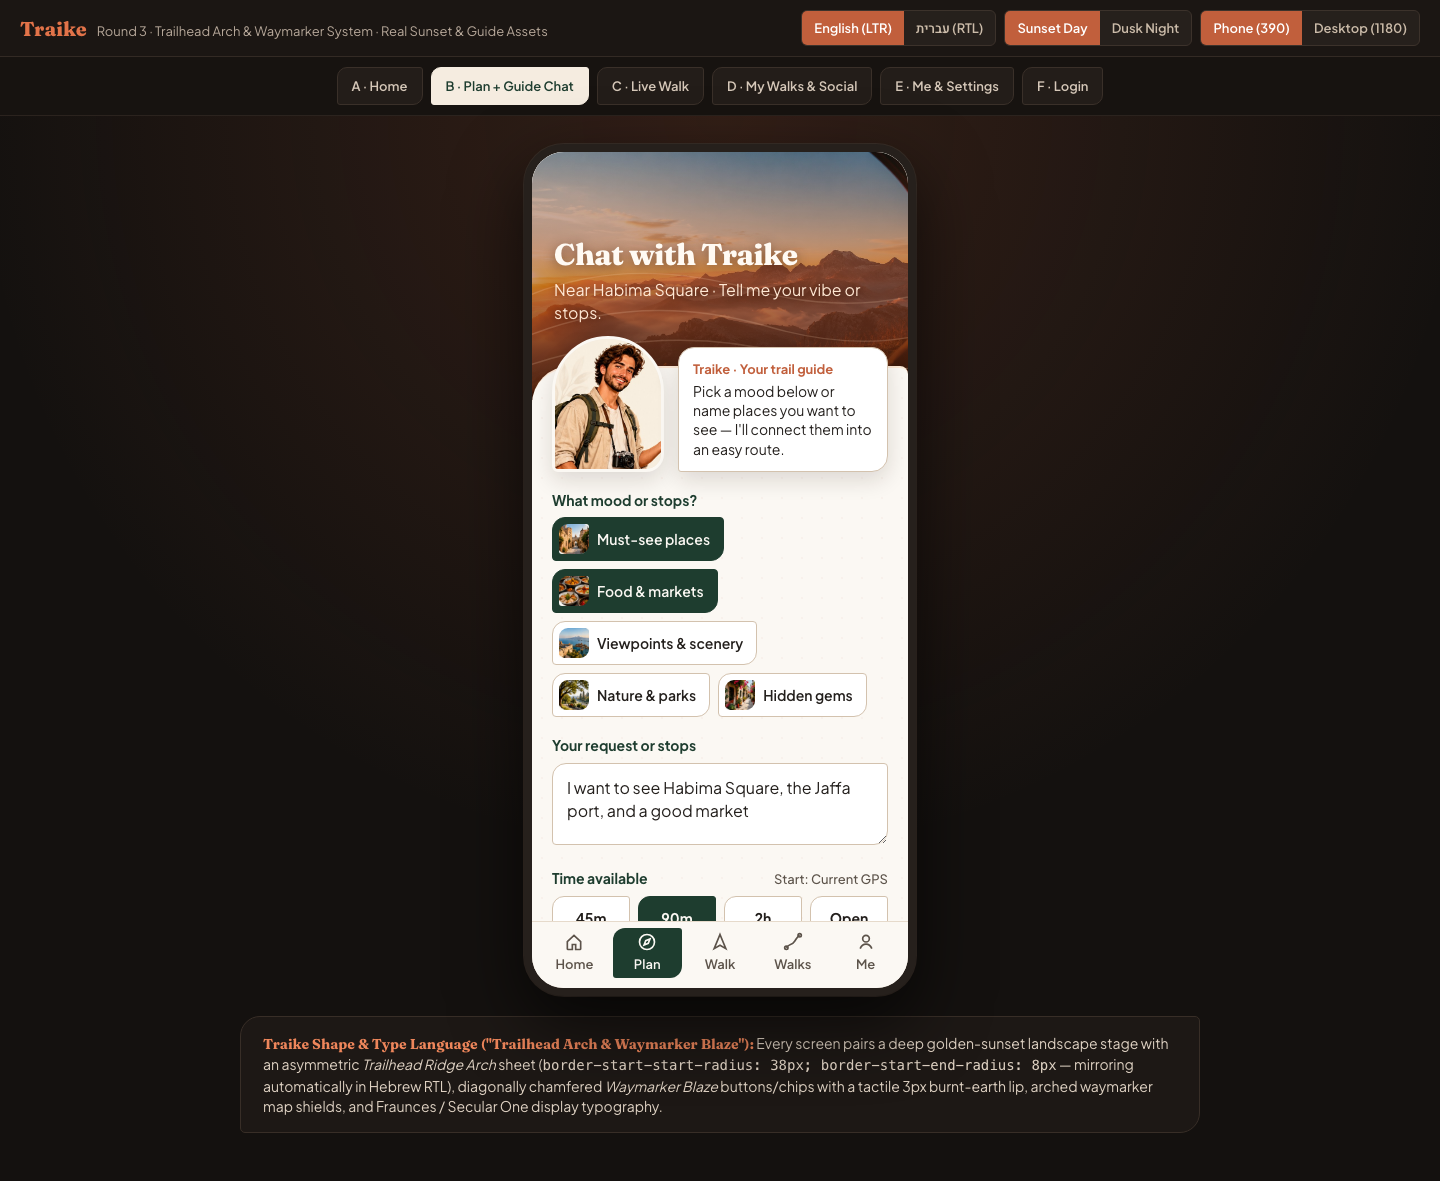 Traike Round 3 · Trailhead Arch & Waymarker System · Real Sunset & Guide Assets
English (LTR) עברית (RTL) Sunset Day Dusk Night Phone (390) Desktop (1180)
A · Home B · Plan + Guide Chat C · Live Walk D · My Walks & Social E · Me & Settings F · Login
Chat with Traike
Near Habima Square · Tell me your vibe or
stops.
Traike · Your trail guide
Pick a mood below or
name places you want to
see — I'll connect them into
an easy route.
What mood or stops?
Must-see places
Food & markets
Viewpoints & scenery
Nature & parks Hidden gems
Your request or stops
I want to see Habima Square, the Jaffa
port, and a good market
Time available Start: Current GPS
45m 90m 2h Open
Home Plan Walk Walks Me
Traike Shape & Type Language ("Trailhead Arch & Waymarker Blaze"): Every screen pairs a deep golden-sunset landscape stage with
an asymmetric Trailhead Ridge Arch sheet (border-start-start-radius: 38px; border-start-end-radius: 8px — mirroring
automatically in Hebrew RTL), diagonally chamfered Waymarker Blaze buttons/chips with a tactile 3px burnt-earth lip, arched waymarker
map shields, and Fraunces / Secular One display typography.